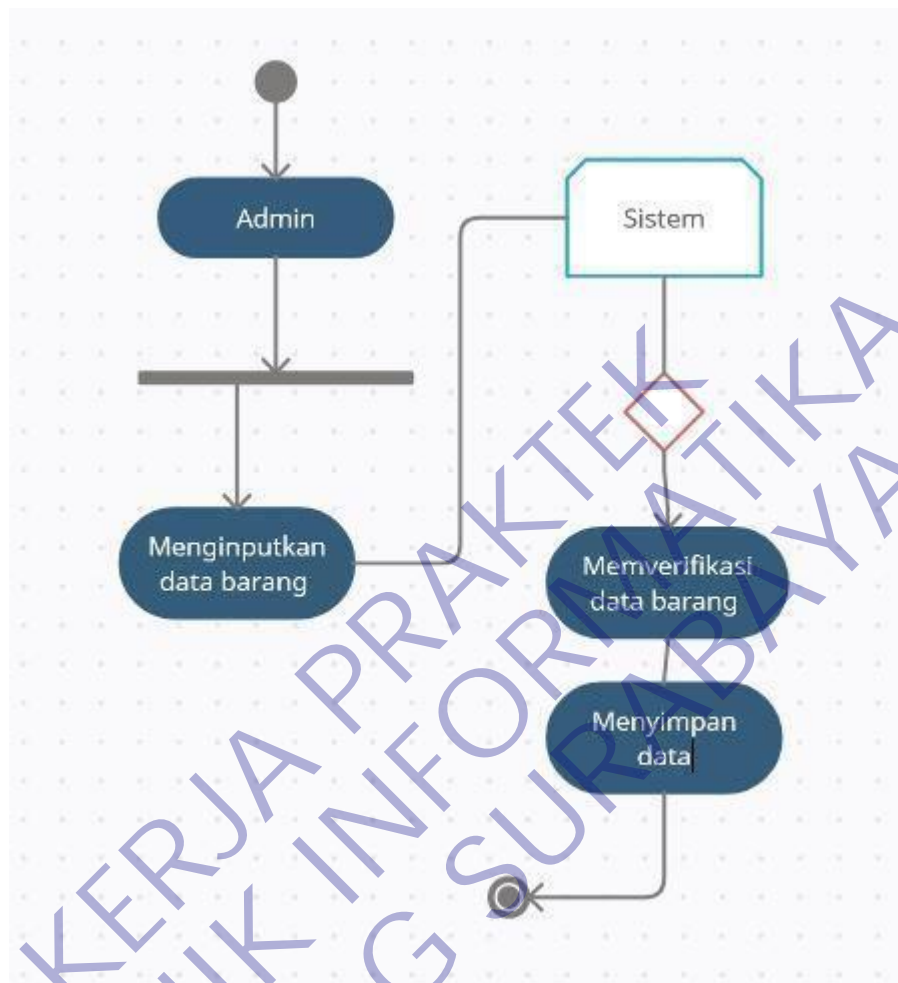 Admin
Sistem
Menginputkan
data barang
Memverifikasi
data barang
Menyimpan
data
KERJA PRAKTEK
INFORMATIKA
SURABAYA